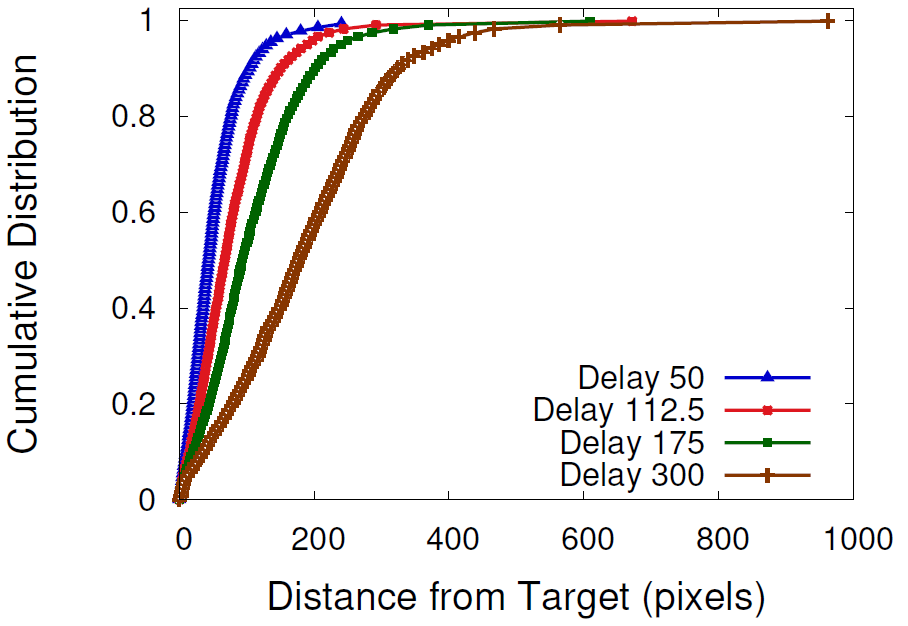 Cumulative Distribution
1
0.8
0.6
0.4
0.2
0
0 200 400 600 800 1000
Distance from Target (pixels)
Delay 50
Delay 112.5
Delay 175
Delay 300